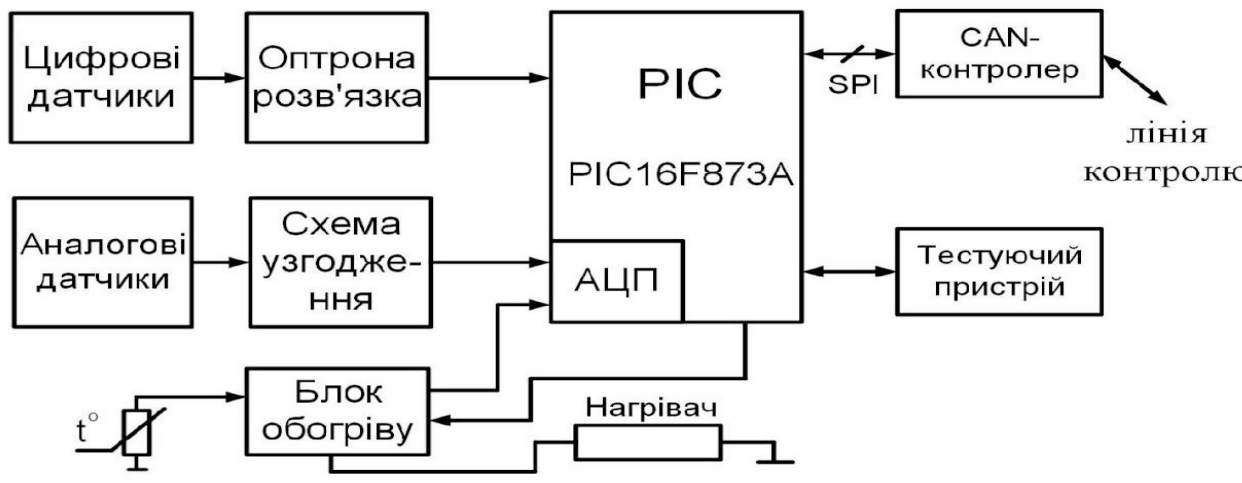 Цифрові
датчики
Оптрона
розв'язка
PIC
PIC16F873A
SPI
CAN-
контролер
лінія
контролю
Аналогові
датчики
Схема
узгодже-
ння
АЦП
Тестуючий
пристрій
t°
Блок
обогріву
Нагрівач